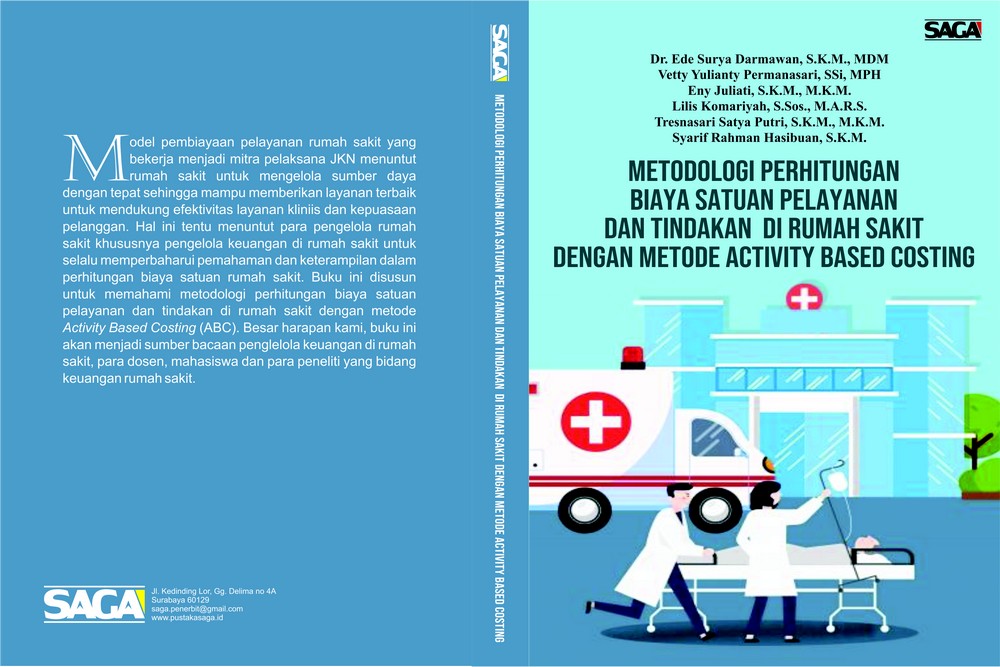 Model pembiayaan pelayanan rumah sakit yang
bekerja menjadi mitra pelaksana JKN menuntut
rumah sakit untuk mengelola sumber daya
dengan tepat sehingga mampu memberikan layanan terbaik
untuk mendukung efektivitas layanan kliniis dan kepuasaan
pelanggan. Hal ini tentu menuntut para pengelola rumah
sakit khususnya pengelola keuangan di rumah sakit untuk
selalu memperbaharui pemahaman dan keterampilan dalam
perhitungan biaya satuan rumah sakit. Buku ini disusun
untuk memahami metodologi perhitungan biaya satuan
pelayanan dan tindakan di rumah sakit dengan metode
Activity Based Costing (ABC). Besar harapan kami, buku ini
akan menjadi sumber bacaan penglelola keuangan di rumah
sakit, para dosen, mahasiswa dan para peneliti yang bidang
keuangan rumah sakit.
SAGA
Jl. Kedinding Lor, Gg. Delima no 4A
Surabaya 60129
saga.penerbit@gmail.com
www.pustakasaga.id
SAGA
METODOLOGI PERHITUNGAN BIAYA SATUAN PELAYANAN DAN TINDAKAN DI RUMAH SAKIT DENGAN METODE ACTIVITY BASED COSTING
SAGA
Dr. Ede Surya Darmawan, S.K.M., MDM
Vetty Yulianty Permanasari, SSi, MPH
Eny Juliati, S.K.M., M.K.M.
Lilis Komariyah, S.Sos., M.A.R.S.
Tresnasari Satya Putri, S.K.M., M.K.M.
Syarif Rahman Hasibuan, S.K.M.
METODOLOGI PERHITUNGAN
BIAYA SATUAN PELAYANAN
DAN TINDAKAN DI RUMAH SAKIT
DENGAN METODE ACTIVITY BASED COSTING